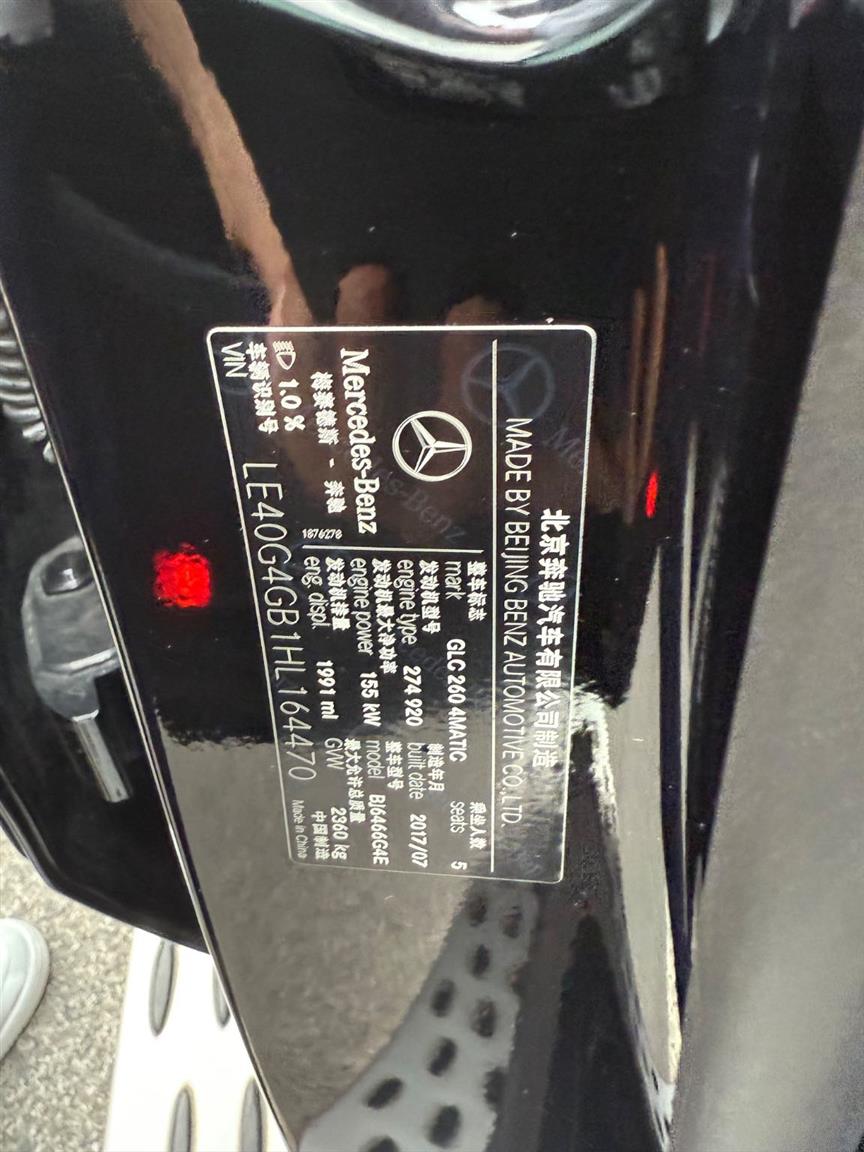 北京奔驰汽车有限公司制造
MADE BY BEIJING BENZ AUTOMOTIVE CO.,LTD.
整车标志 乘坐人数
mark GLC 260 4MATIC seats 5
发动机型号 制造年月
engine type 274 920 built date 2017/07
发动机最大净功率 整车型号
engine power 155 kW model BJ6466G4E
发动机排量 最大允许总质量
eng. displ. 1991 ml GVW 2360 kg
Mercedes-Benz
梅赛德斯 - 奔驰
1876278
1.0 %
中国制造
Made in China
车辆识别号
VIN LE40G4GB1HL164470